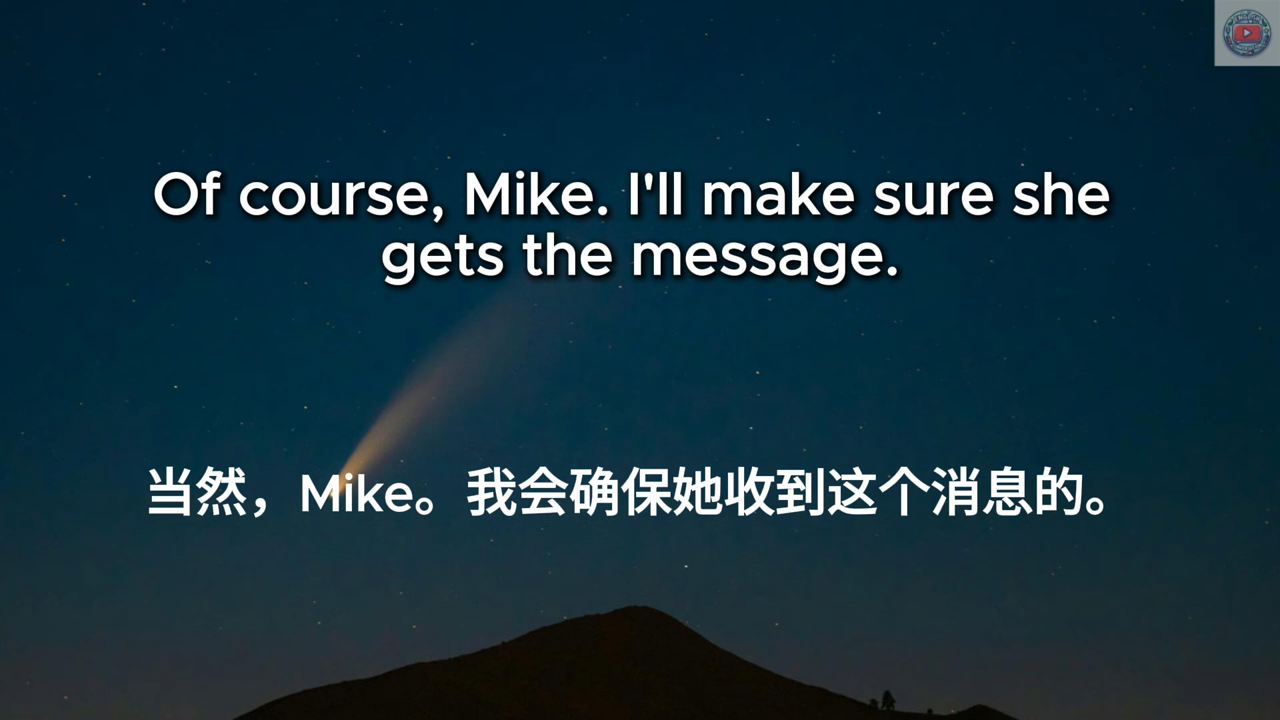 Of course, Mike. I'll make sure she
gets the message.
当然，Mike。我会确保她收到这个消息的。